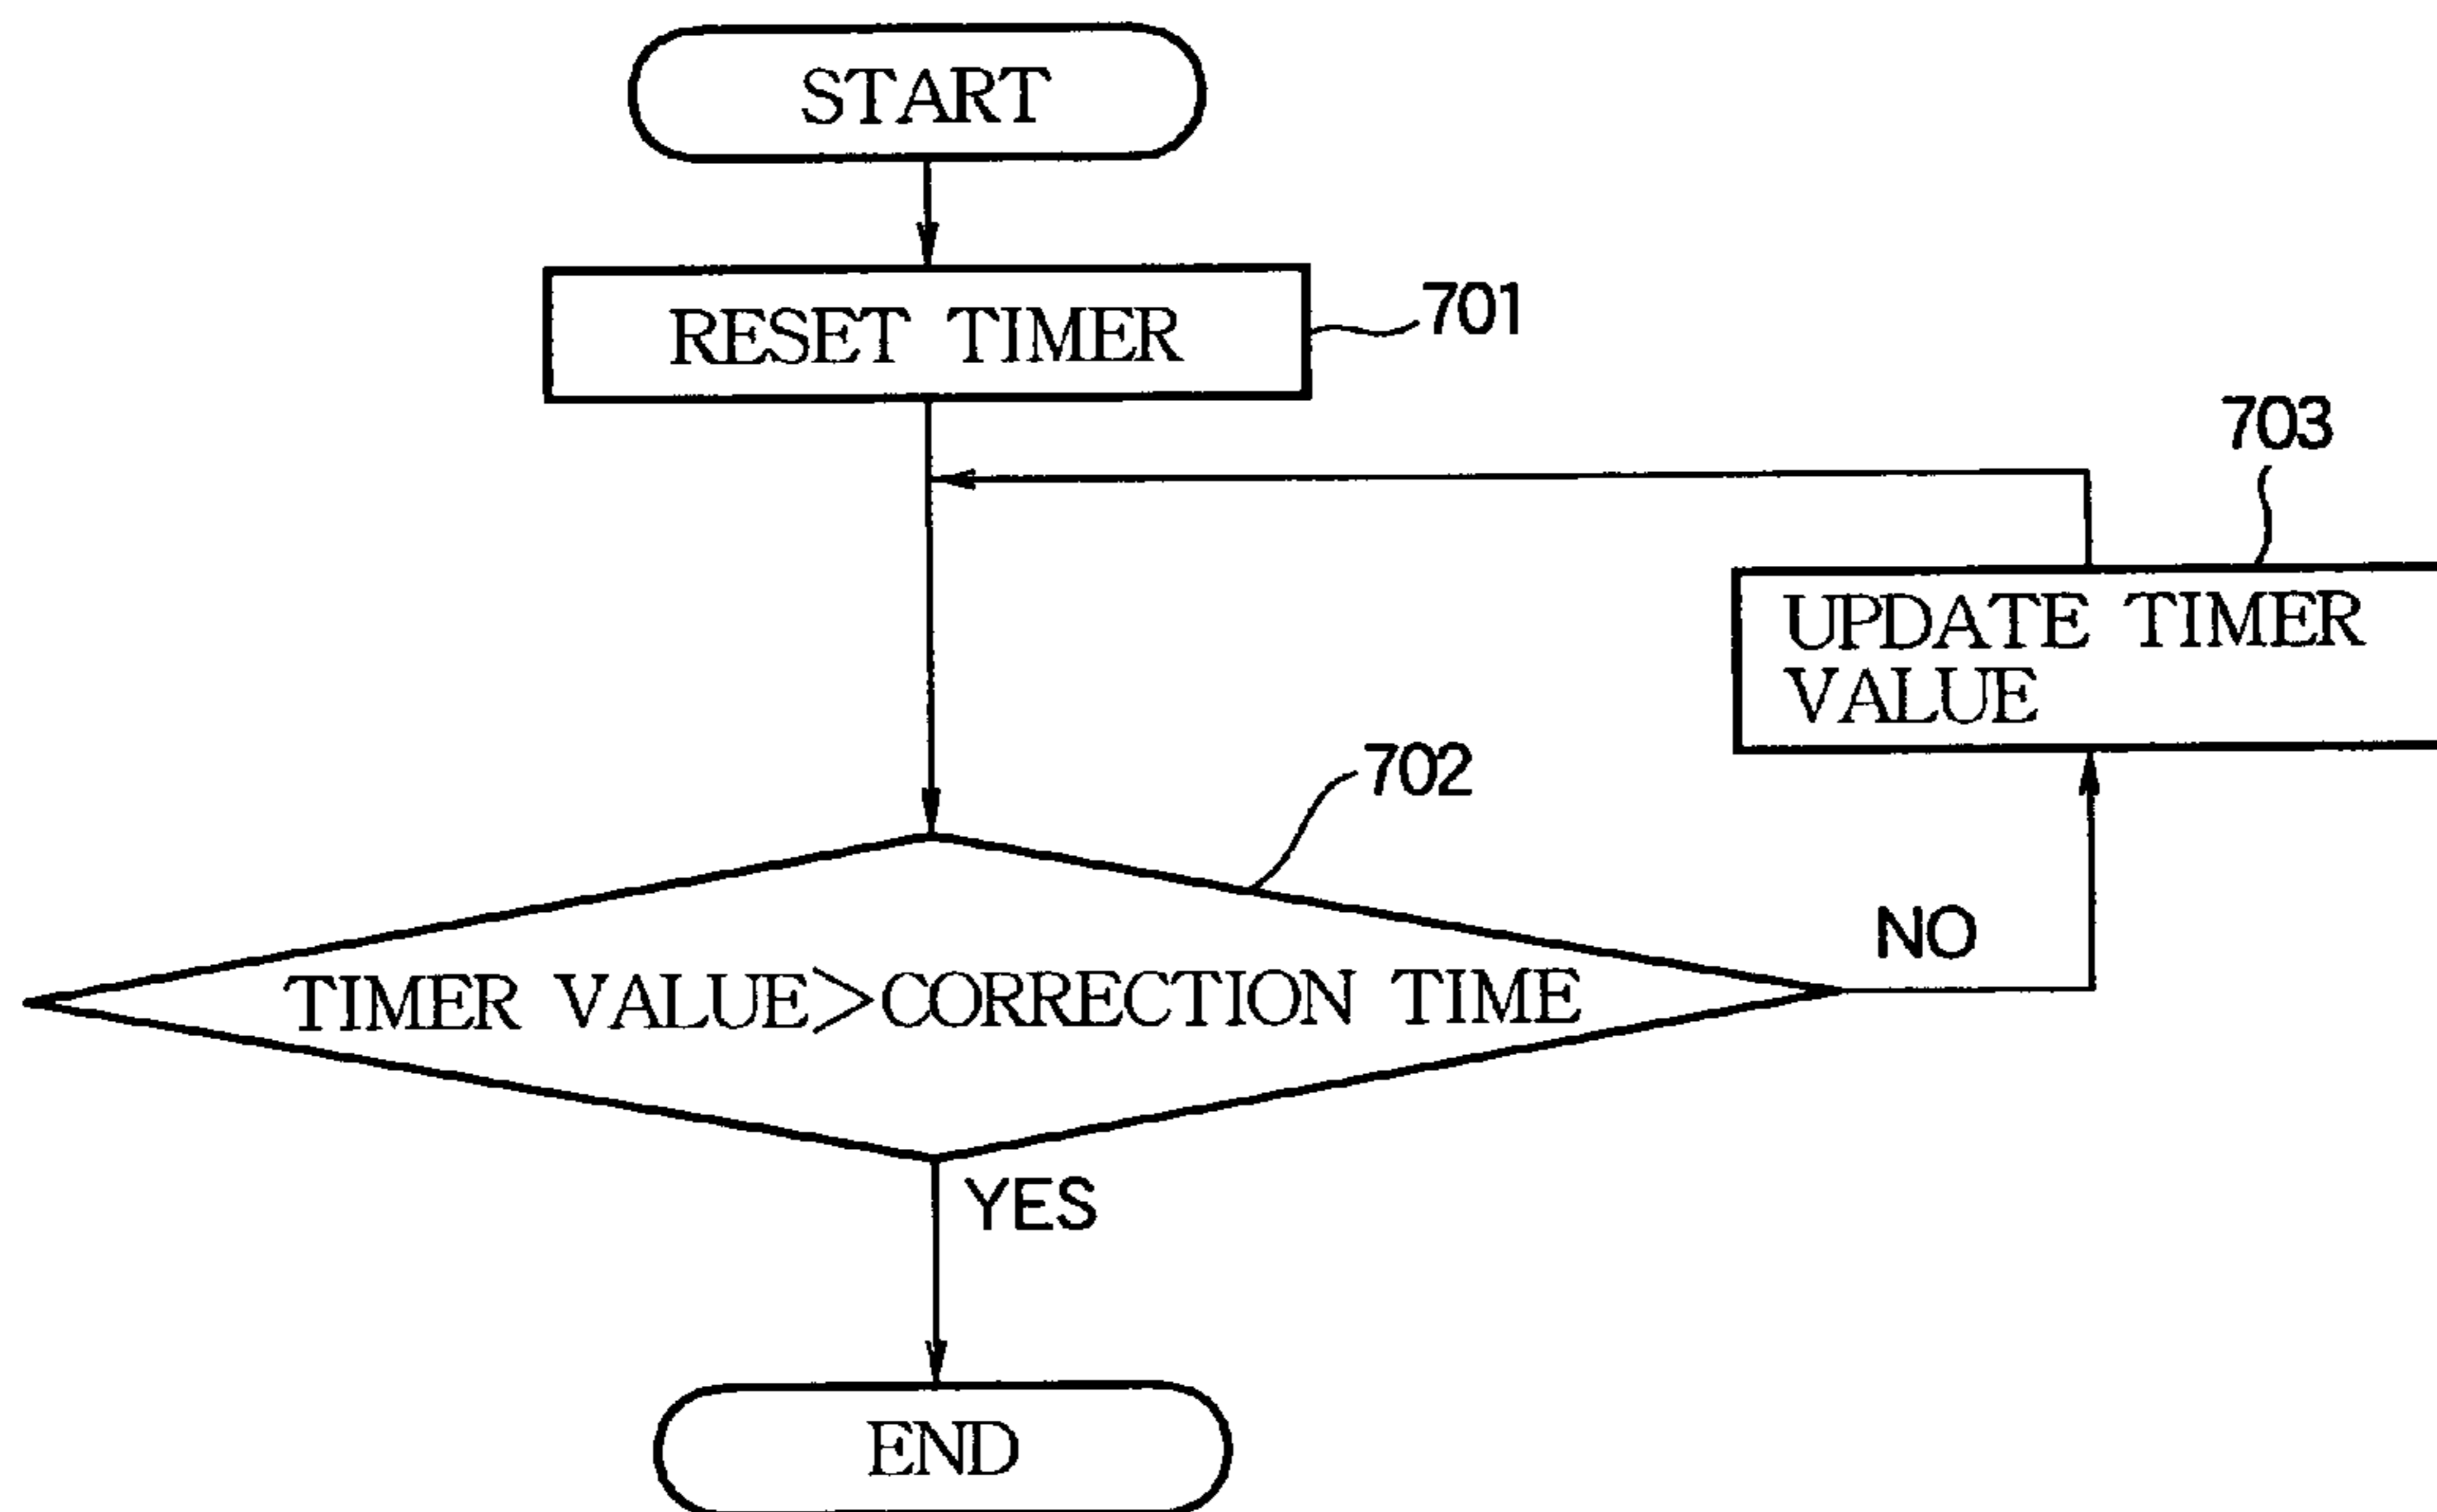 START
RESET TIMER
701
703
UPDATE TIMER
VALUE
702
NO
TIMER VALUE>CORRECTION TIME
YES
END